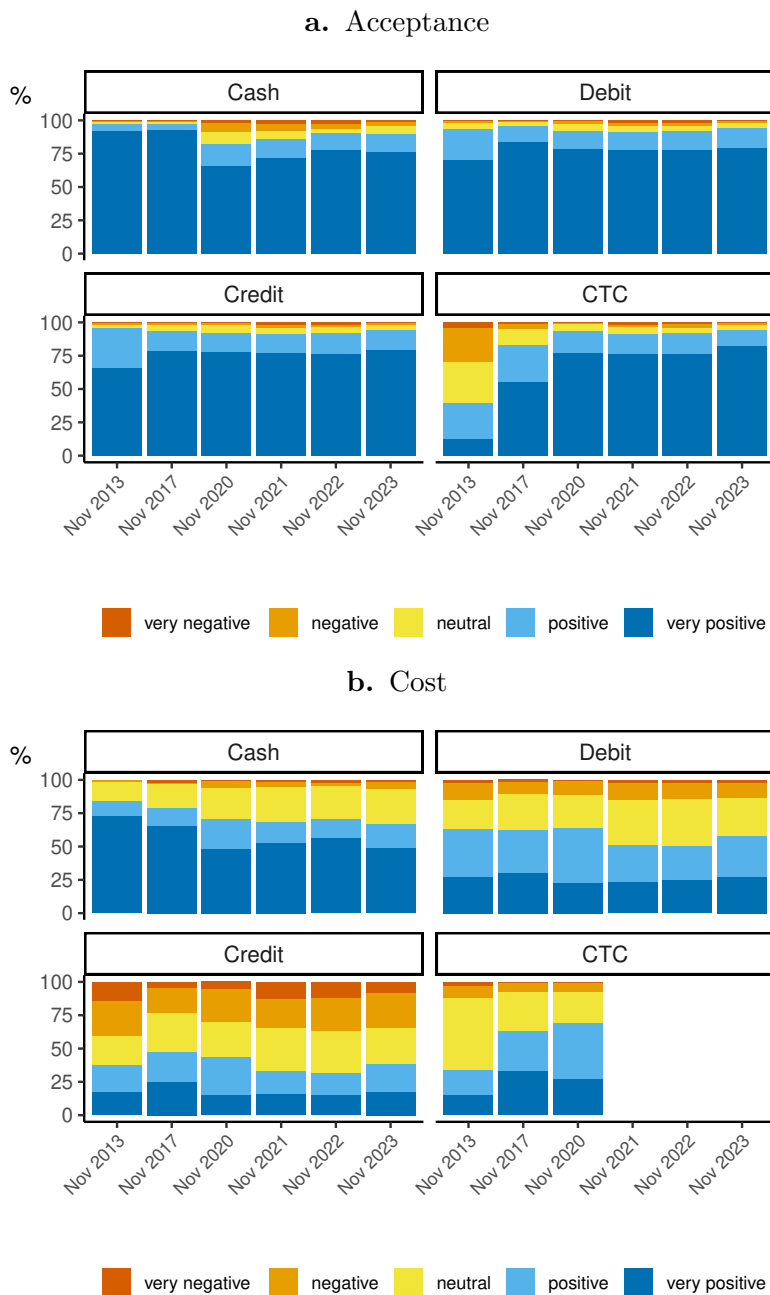 a. Acceptance
%
Cash
Debit
100
75
50
25
0
Credit
CTC
100
75
50
25
0
Nov 2013
Nov 2017
Nov 2020
Nov 2021
Nov 2022
Nov 2023
Nov 2013
Nov 2017
Nov 2020
Nov 2021
Nov 2022
Nov 2023
very negative negative neutral positive very positive
b. Cost
%
Cash
Debit
100
75
50
25
0
Credit
CTC
100
75
50
25
0
Nov 2013
Nov 2017
Nov 2020
Nov 2021
Nov 2022
Nov 2023
Nov 2013
Nov 2017
Nov 2020
Nov 2021
Nov 2022
Nov 2023
very negative negative neutral positive very positive